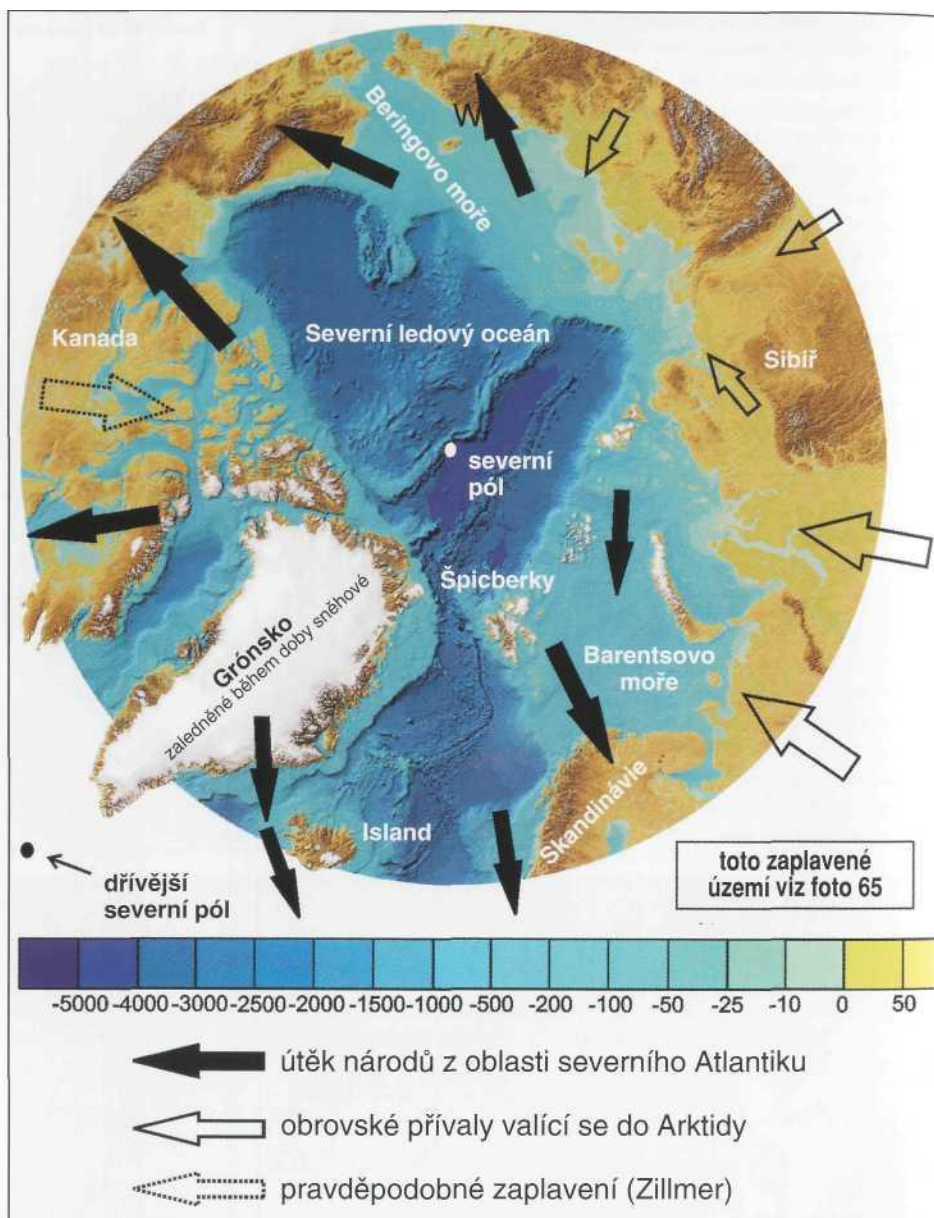 Beringovo moře
W
Kanada
Severní ledový oceán
Sibiř
severní
pól
Špicberky
Grónsko
zaledněné během doby sněhové
Barentsovo
moře
Skandinávie
Island
dřívější
severní pól
toto zaplavené
území viz foto 65
-5000 -4000 -3000 -2500 -2000 -1500 -1000 -500 -200 -100 -50 -25 -10 0 50
útěk národů z oblasti severního Atlantiku
obrovské přívaly valící se do Arktidy
pravděpodobné zaplavení (Zillmer)